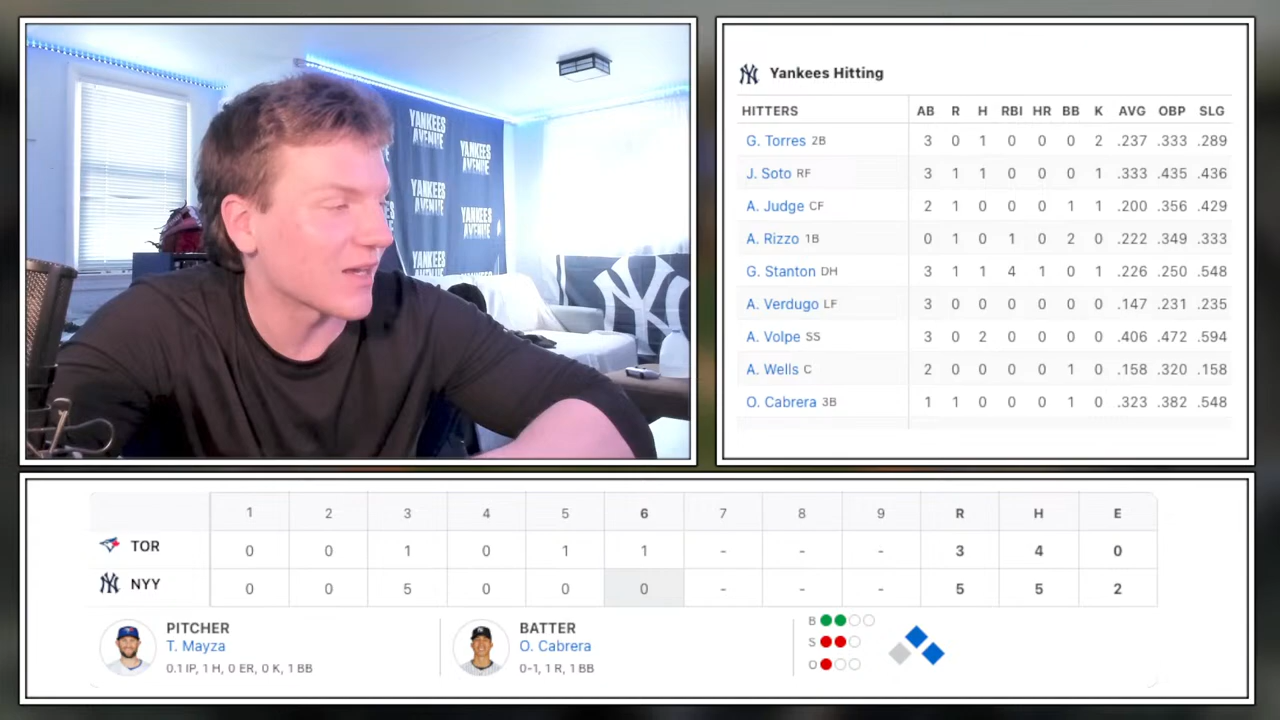 YANKEES
AVENUE
YANKEES
AVENUE
YANKEES
AVENUE
YANKEES
AVENUE
YANKEES
AVENUE
NY
NY Yankees Hitting
HITTERS AB H RBI HR BB K AVG OBP SLG
G. Torres 2B 3 0 1 0 0 0 2 .237 .333 .289
J. Soto RF 3 1 1 0 0 0 1 .333 .435 .436
A. Judge CF 2 1 0 0 0 1 1 .200 .356 .429
A. Rizzo 1B 0 1 0 1 0 2 0 .222 .349 .333
G. Stanton DH 3 1 1 4 1 0 1 .226 .250 .548
A. Verdugo LF 3 0 0 0 0 0 0 .147 .231 .235
A. Volpe SS 3 0 2 0 0 0 0 .406 .472 .594
A. Wells C 2 0 0 0 0 1 0 .158 .320 .158
O. Cabrera 3B 1 1 0 0 0 1 0 .323 .382 .548
1 2 3 4 5 6 7 8 9 R H E
TOR 0 0 1 0 1 1 - - - 3 4 0
NY NYY 0 0 5 0 0 0 - - - 5 5 2
PITCHER
T. Mayza
0.1 IP, 1 H, 0 ER, 0 K, 1 BB
BATTER
O. Cabrera
0-1, 1 R, 1 BB
B
S
O